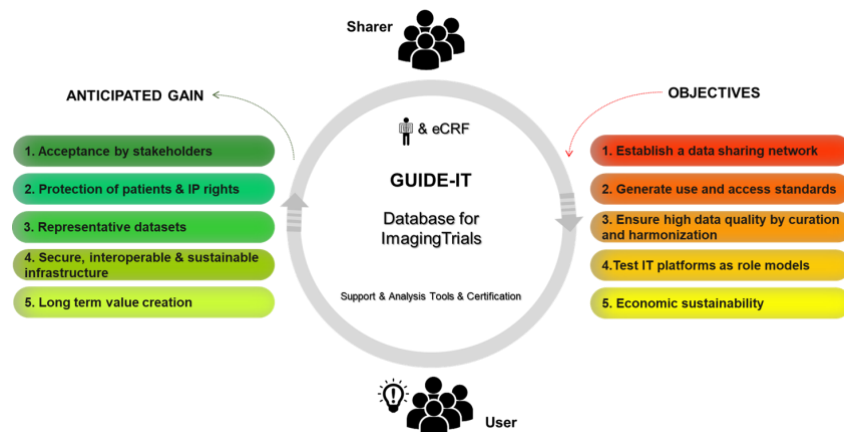 Sharer
ANTICIPATED GAIN
1. Acceptance by stakeholders
2. Protection of patients & IP rights
3. Representative datasets
4. Secure, interoperable & sustainable
infrastructure
5. Long term value creation
& eCRF
GUIDE-IT
Database for
ImagingTrials
Support & Analysis Tools & Certification
OBJECTIVES
1. Establish a data sharing network
2. Generate use and access standards
3. Ensure high data quality by curation
and harmonization
4.Test IT platforms as role models
5. Economic sustainability
User